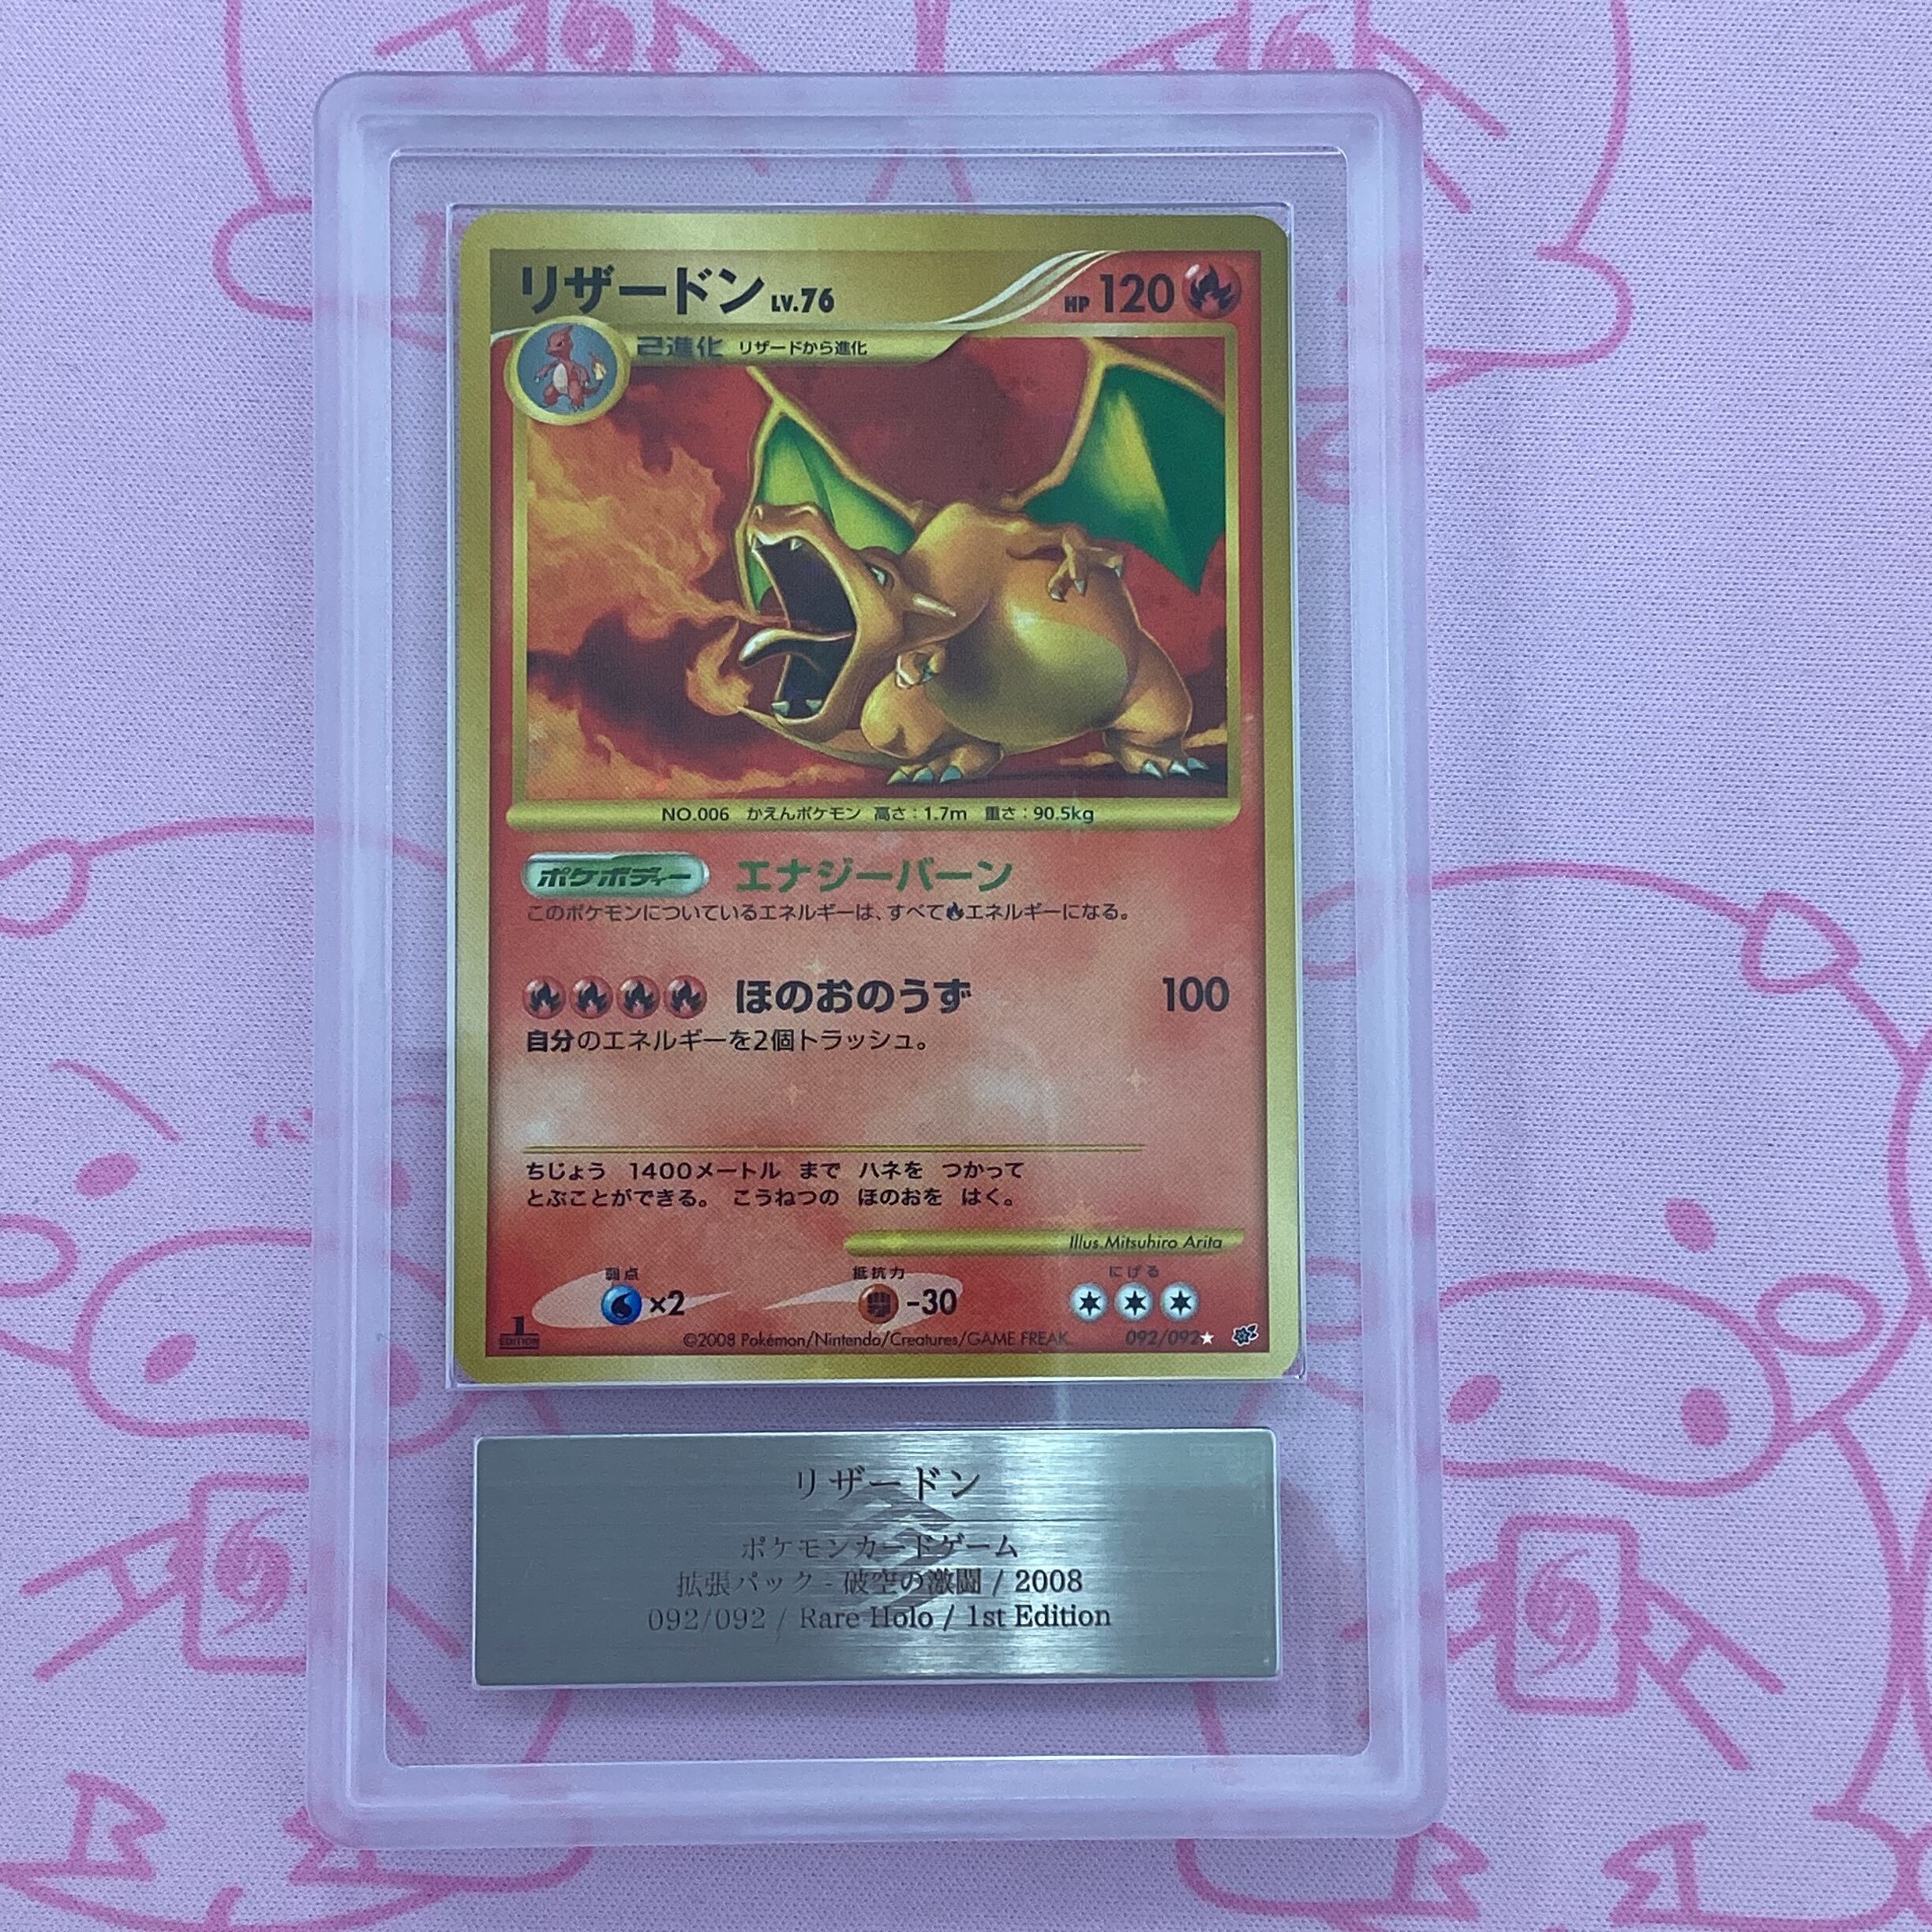 リザードン LV.76 HP 120
2進化 リザードから進化
NO.006 かえんポケモン 高さ:1.7m 重さ:90.5kg
ポケボディー エナジーバーン
このポケモンについているエネルギーは、すべてエネルギーになる。
ほのおのうず 100
自分のエネルギーを2個トラッシュ。
ちじょう 1400メートル まで ハネを つかって
とぶことができる。 こうねつの ほのおを はく。
Illus.Mitsuhiro Arita
弱点 抵抗力 にげる
×2 -30
1 EDITION ©2008 Pokémon/Nintendo/Creatures/GAME FREAK. 092/092★
リザードン
ポケモンカードゲーム
拡張パック - 破空の激闘 / 2008
092/092 / Rare Holo / 1st Edition